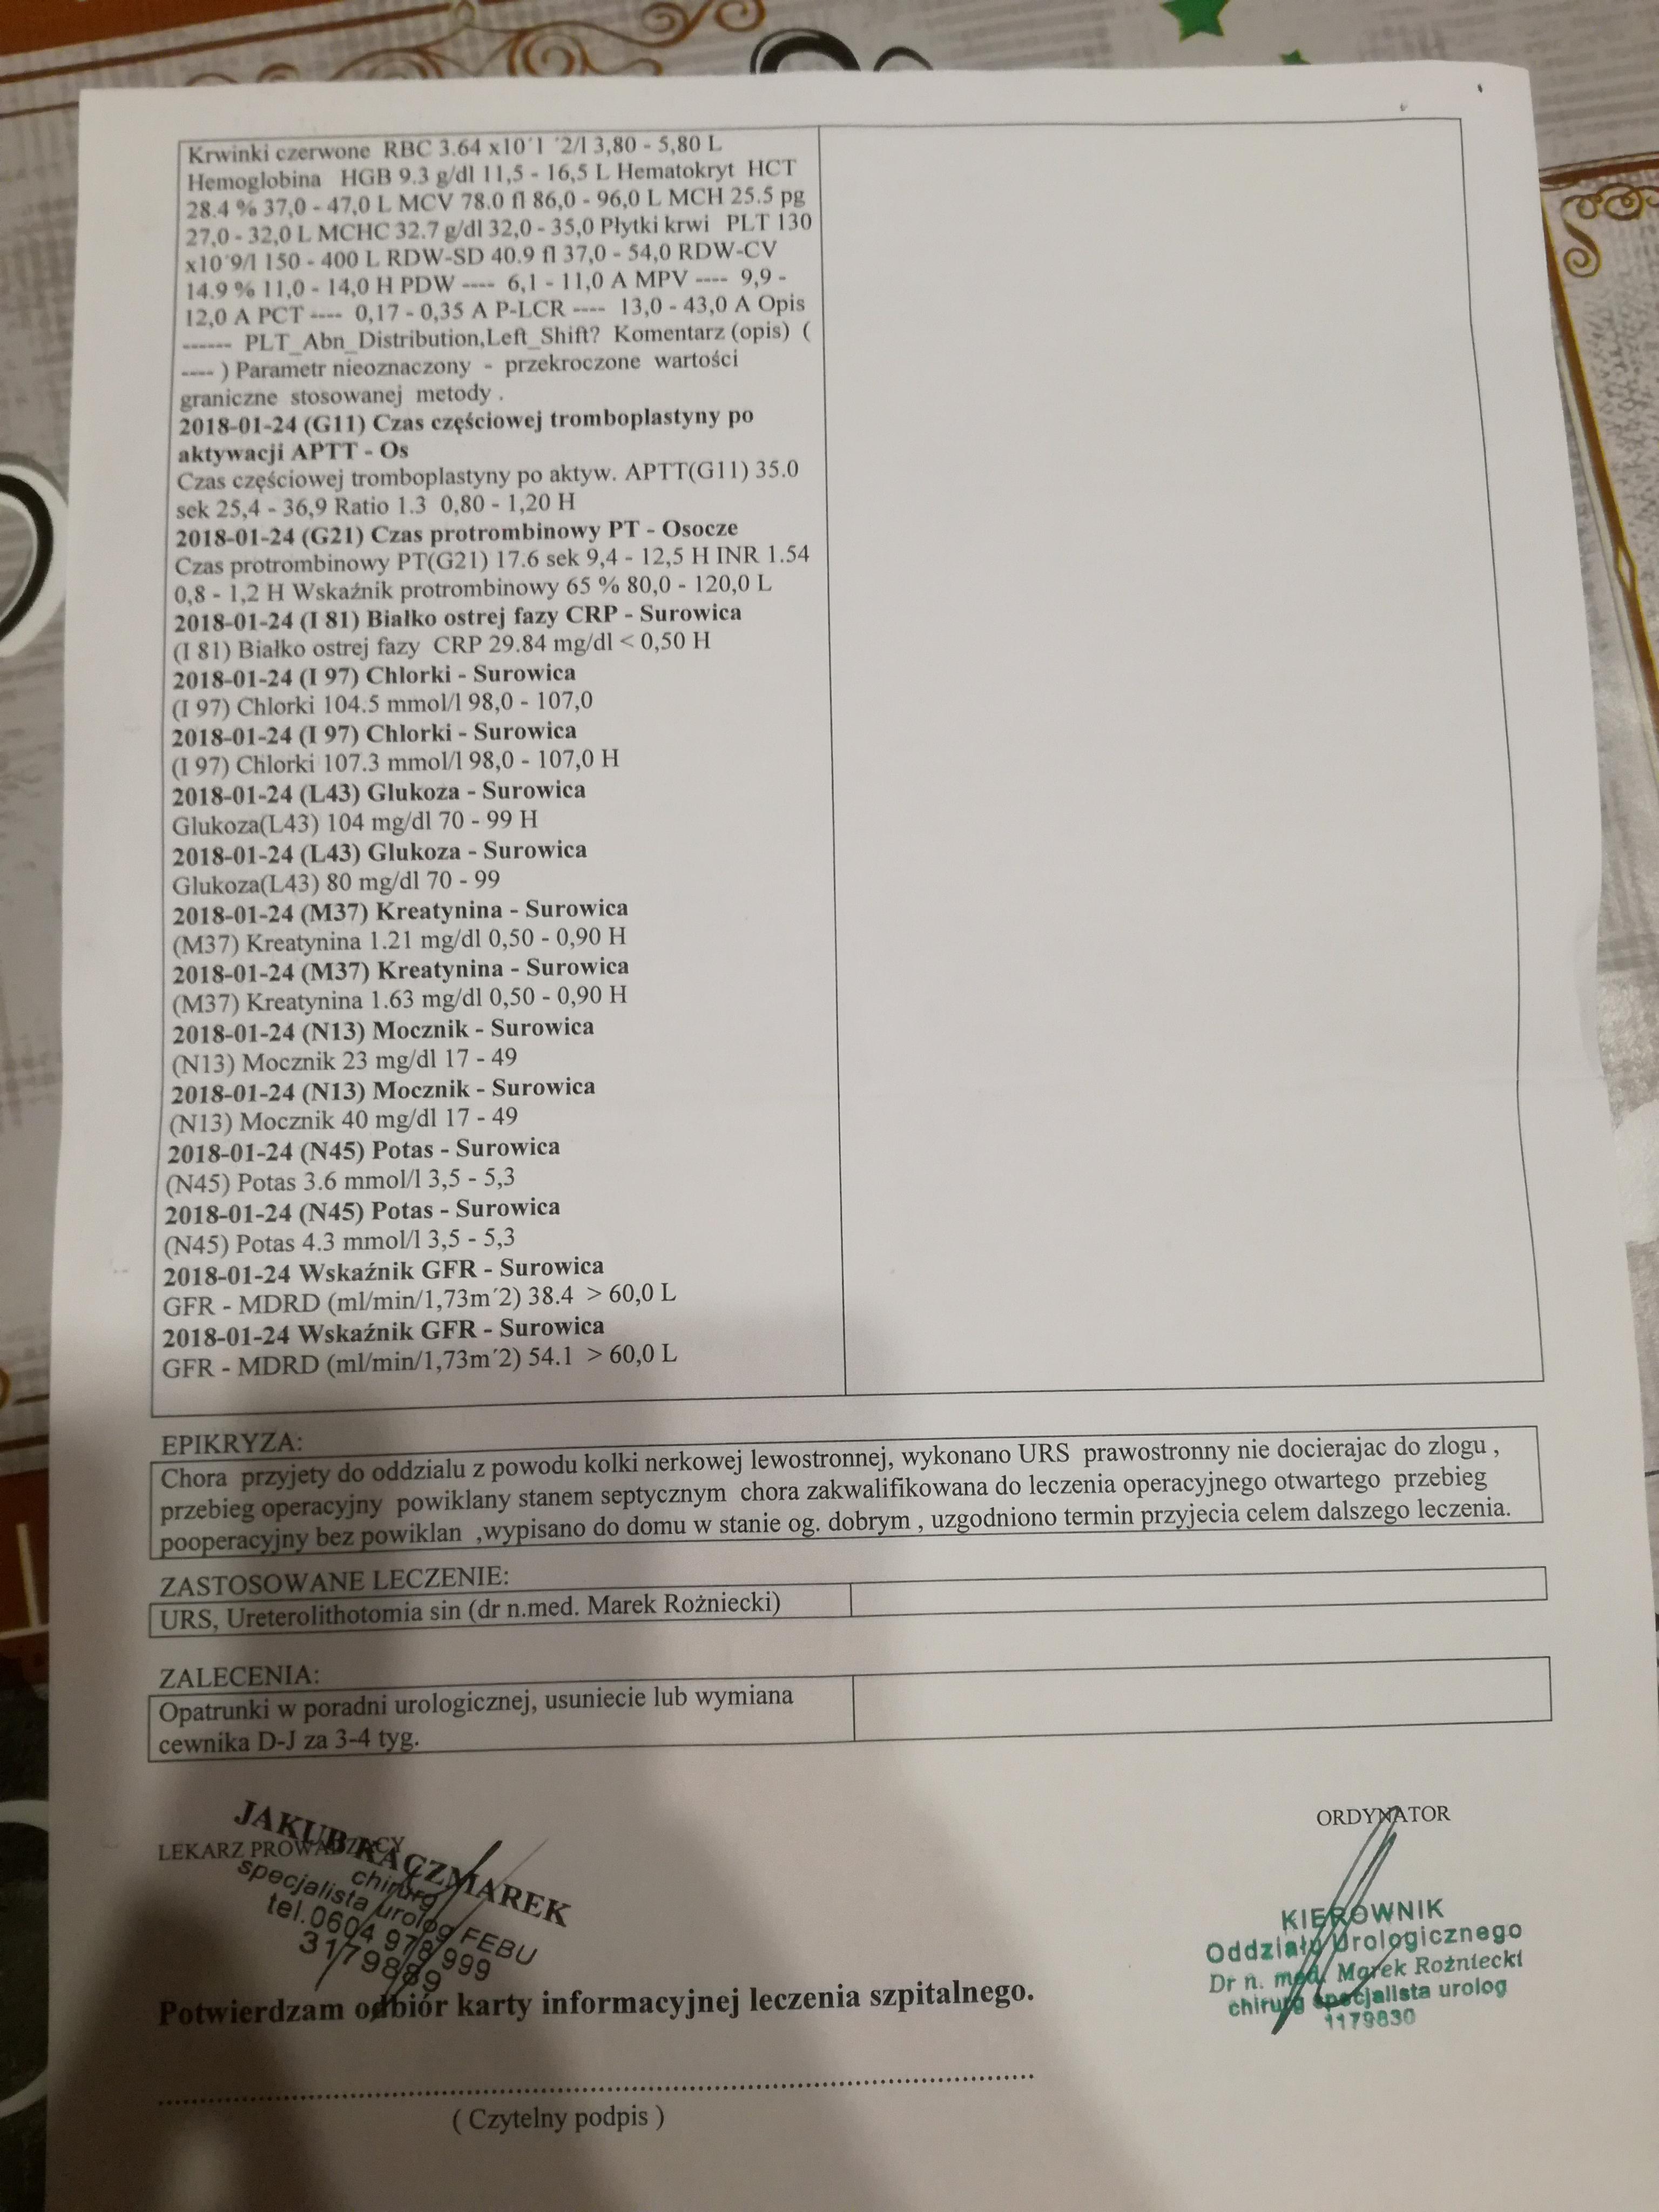 Krwinki czerwone RBC 3.64 x10´1 ´2/l 3,80 - 5,80 L
Hemoglobina HGB 9.3 g/dl 11,5 - 16,5 L Hematokryt HCT
28.4 % 37,0 - 47,0 L MCV 78.0 fl 86,0 - 96,0 L MCH 25.5 pg
27,0 - 32,0 L MCHC 32.7 g/dl 32,0 - 35,0 Płytki krwi PLT 130
x10´9/l 150 - 400 L RDW-SD 40.9 fl 37,0 - 54,0 RDW-CV
14.9 % 11,0 - 14,0 H PDW ---- 6,1 - 11,0 A MPV ---- 9,9 -
12,0 A PCT ---- 0,17 - 0,35 A P-LCR ---- 13,0 - 43,0 A Opis
------ PLT_Abn_Distribution,Left_Shift? Komentarz (opis) (
---- ) Parametr nieoznaczony - przekroczone wartości
graniczne stosowanej metody .
2018-01-24 (G11) Czas częściowej tromboplastyny po
aktywacji APTT - Os
Czas częściowej tromboplastyny po aktyw. APTT(G11) 35.0
sek 25,4 - 36,9 Ratio 1.3 0,80 - 1,20 H
2018-01-24 (G21) Czas protrombinowy PT - Osocze
Czas protrombinowy PT(G21) 17.6 sek 9,4 - 12,5 H INR 1.54
0,8 - 1,2 H Wskaźnik protrombinowy 65 % 80,0 - 120,0 L
2018-01-24 (I 81) Białko ostrej fazy CRP - Surowica
(I 81) Białko ostrej fazy CRP 29.84 mg/dl < 0,50 H
2018-01-24 (I 97) Chlorki - Surowica
(I 97) Chlorki 104.5 mmol/l 98,0 - 107,0
2018-01-24 (I 97) Chlorki - Surowica
(I 97) Chlorki 107.3 mmol/l 98,0 - 107,0 H
2018-01-24 (L43) Glukoza - Surowica
Glukoza(L43) 104 mg/dl 70 - 99 H
2018-01-24 (L43) Glukoza - Surowica
Glukoza(L43) 80 mg/dl 70 - 99
2018-01-24 (M37) Kreatynina - Surowica
(M37) Kreatynina 1.21 mg/dl 0,50 - 0,90 H
2018-01-24 (M37) Kreatynina - Surowica
(M37) Kreatynina 1.63 mg/dl 0,50 - 0,90 H
2018-01-24 (N13) Mocznik - Surowica
(N13) Mocznik 23 mg/dl 17 - 49
2018-01-24 (N13) Mocznik - Surowica
(N13) Mocznik 40 mg/dl 17 - 49
2018-01-24 (N45) Potas - Surowica
(N45) Potas 3.6 mmol/l 3,5 - 5,3
2018-01-24 (N45) Potas - Surowica
(N45) Potas 4.3 mmol/l 3,5 - 5,3
2018-01-24 Wskaźnik GFR - Surowica
GFR - MDRD (ml/min/1,73m´2) 38.4 > 60,0 L
2018-01-24 Wskaźnik GFR - Surowica
GFR - MDRD (ml/min/1,73m´2) 54.1 > 60,0 L
EPIKRYZA:
Chora przyjety do oddzialu z powodu kolki nerkowej lewostronnej, wykonano URS prawostronny nie docierajac do zlogu ,
przebieg operacyjny powiklany stanem septycznym chora zakwalifikowana do leczenia operacyjnego otwartego przebieg
pooperacyjny bez powiklan ,wypisano do domu w stanie og. dobrym , uzgodniono termin przyjecia celem dalszego leczenia.
ZASTOSOWANE LECZENIE:
URS, Ureterolithotomia sin (dr n.med. Marek Rożniecki)
ZALECENIA:
Opatrunki w poradni urologicznej, usuniecie lub wymiana
cewnika D-J za 3-4 tyg.
LEKARZ PROWADZĄCY
JAKUB KACZMAREK
chirurg
specjalista urolog FEBU
tel.0604 978 999
3179889
ORDYNATOR
KIEROWNIK
Oddziału Urologicznego
Dr n. med. Marek Rożniecki
chirurg specjalista urolog
1179830
Potwierdzam odbiór karty informacyjnej leczenia szpitalnego.
( Czytelny podpis )